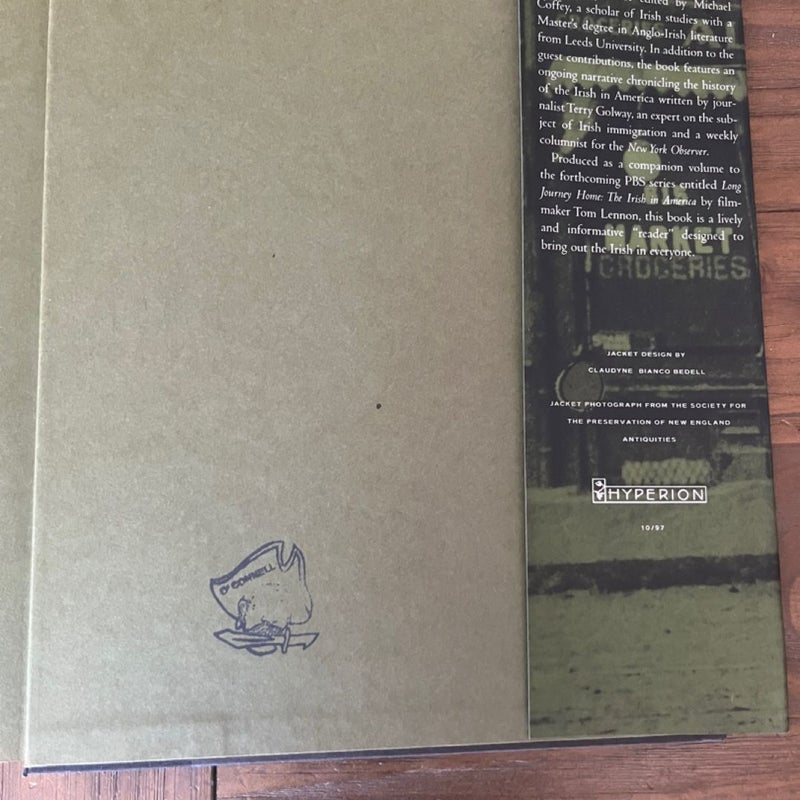 edited by Michael
Coffey, a scholar of Irish studies with a
Master's degree in Anglo-Irish literature
from Leeds University. In addition to the
guest contributions, the book features an
ongoing narrative chronicling the history
of the Irish in America written by jour-
nalist Terry Golway, an expert on the sub-
ject of Irish immigration and a weekly
columnist for the New York Observer.
Produced as a companion volume to
the forthcoming PBS series entitled Long
Journey Home: The Irish in America by film-
maker Tom Lennon, this book is a lively
and informative "reader" designed to
bring out the Irish in everyone.
MARKET
GROCERIES
JACKET DESIGN BY
CLAUDYNE BIANCO BEDELL
JACKET PHOTOGRAPH FROM THE SOCIETY FOR
THE PRESERVATION OF NEW ENGLAND
ANTIQUITIES
HYPERION
10/97
O'CONNELL